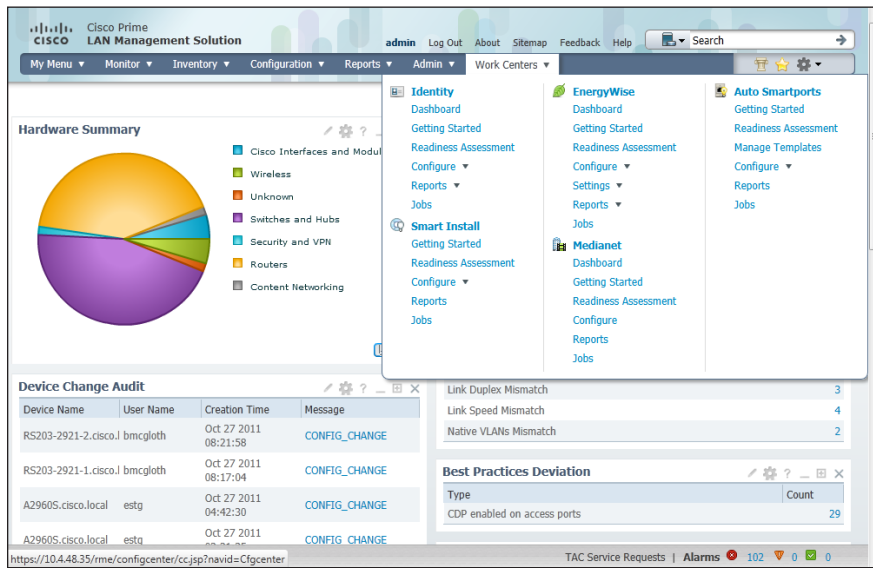 Cisco Prime
CISCO LAN Management Solution
admin Log Out About Sitemap Feedback Help Search
My Menu Monitor Inventory Configuration Reports Admin Work Centers
Identity
Dashboard
Getting Started
Readiness Assessment
Configure
Reports
Jobs
Smart Install
Getting Started
Readiness Assessment
Configure
Reports
Jobs
EnergyWise
Dashboard
Getting Started
Readiness Assessment
Configure
Settings
Reports
Jobs
Medianet
Dashboard
Getting Started
Readiness Assessment
Configure
Reports
Jobs
Auto Smartports
Getting Started
Readiness Assessment
Manage Templates
Configure
Reports
Jobs
Hardware Summary
Cisco Interfaces and Modul
Wireless
Unknown
Switches and Hubs
Security and VPN
Routers
Content Networking
Device Change Audit
Device Name User Name Creation Time Message
RS203-2921-2.cisco.l bmcgloth Oct 27 2011 08:21:58 CONFIG_CHANGE
RS203-2921-1.cisco.l bmcgloth Oct 27 2011 08:17:04 CONFIG_CHANGE
A2960S.cisco.local estg Oct 27 2011 04:42:30 CONFIG_CHANGE
A2960S.cisco.local estg Oct 27 2011 CONFIG_CHANGE
Link Duplex Mismatch 3
Link Speed Mismatch 4
Native VLANs Mismatch 2
Best Practices Deviation
Type Count
CDP enabled on access ports 29
https://10.4.48.35/rme/configcenter/cc.jsp?navid=Cfgcenter
TAC Service Requests | Alarms 102 0 0